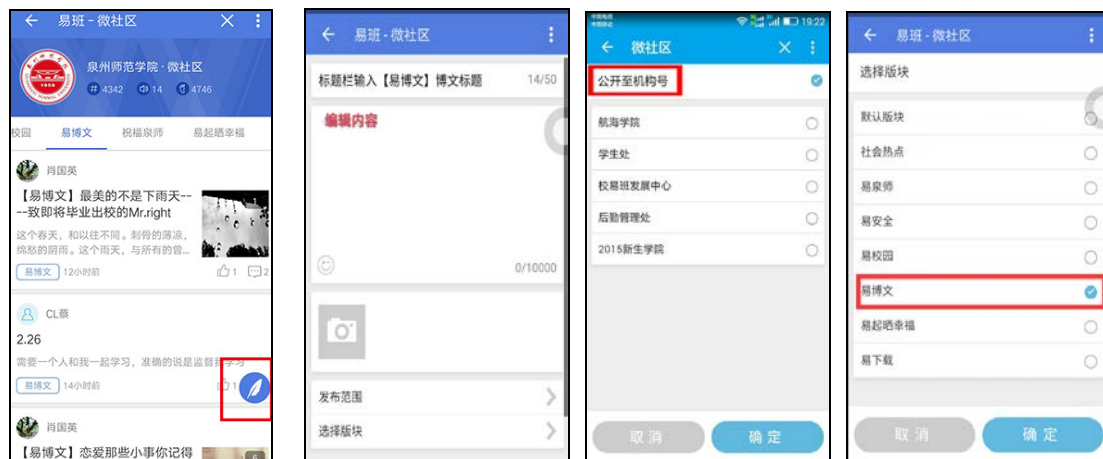 易班 - 微社区
泉州师范学院 · 微社区
4342 14 4746
校园 易博文 祝福泉师 易起晒幸福
肖国英
【易博文】最美的不是下雨天--
--致即将毕业出校的Mr.right
这个春天，和以往不同。刺骨的薄凉，
绵愁的阴雨。这个雨天，与所有的曾...
易博文 12小时前 1 2
CL蔡
2.26
需要一个人和我一起学习，准确的说是监督我学习
易博文 14小时前 1
肖国英
【易博文】恋爱那些小事你记得
6
易班 - 微社区
标题栏输入【易博文】博文标题 14/50
编辑内容
0/10000
发布范围
选择版块
中国电信
中国移动
19:22
微社区
公开至机构号
航海学院
学生处
校易班发展中心
后勤管理处
2015新生学院
取消 确定
易班 - 微社区
选择版块
默认版块
社会热点
易泉师
易安全
易校园
易博文
易起晒幸福
易下载
取消 确定